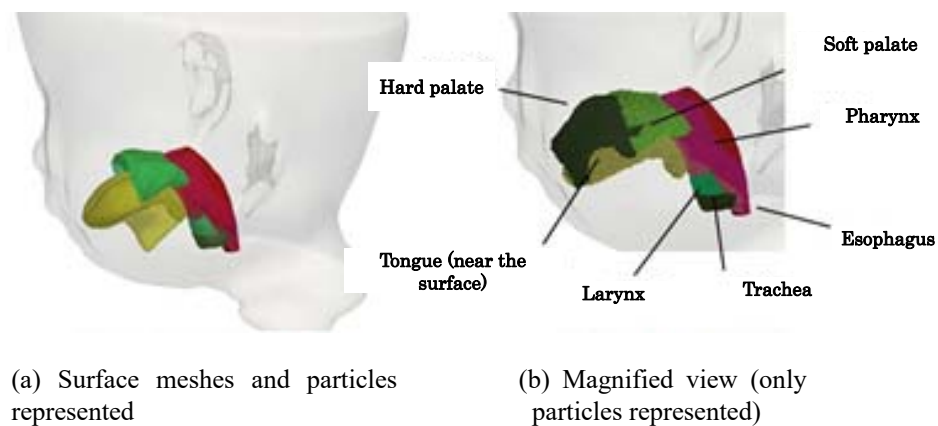 Soft palate
Hard palate
Pharynx
Esophagus
Tongue (near the
surface)
Larynx
Trachea
(a) Surface meshes and particles
represented
(b) Magnified view (only
particles represented)